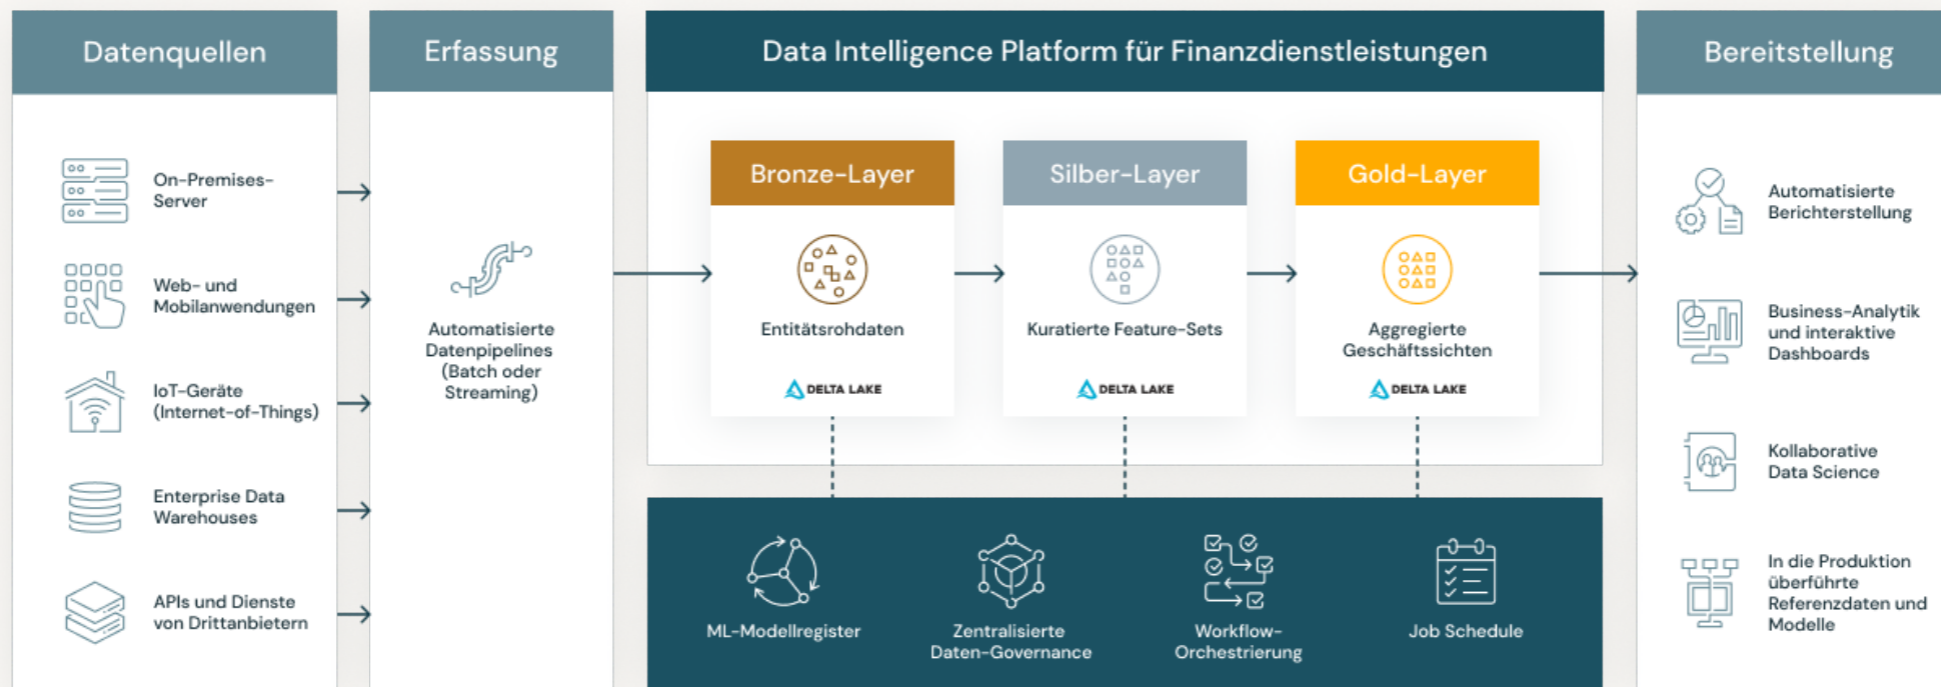 Datenquellen
On-Premises-
Server
Web- und
Mobilanwendungen
IoT-Geräte
(Internet-of-Things)
Enterprise Data
Warehouses
APIs und Dienste
von Drittanbietern
Erfassung
Automatisierte
Datenpipelines
(Batch oder
Streaming)
Data Intelligence Platform für Finanzdienstleistungen
Bronze-Layer
Entitätsrohdaten
DELTA LAKE
Silber-Layer
Kuratierte Feature-Sets
DELTA LAKE
Gold-Layer
Aggregierte
Geschäftssichten
DELTA LAKE
ML-Modellregister
Zentralisierte
Daten-Governance
Workflow-
Orchestrierung
Job Schedule
Bereitstellung
Automatisierte
Berichterstellung
Business-Analytik
und interaktive
Dashboards
Kollaborative
Data Science
In die Produktion
überführte
Referenzdaten und
Modelle